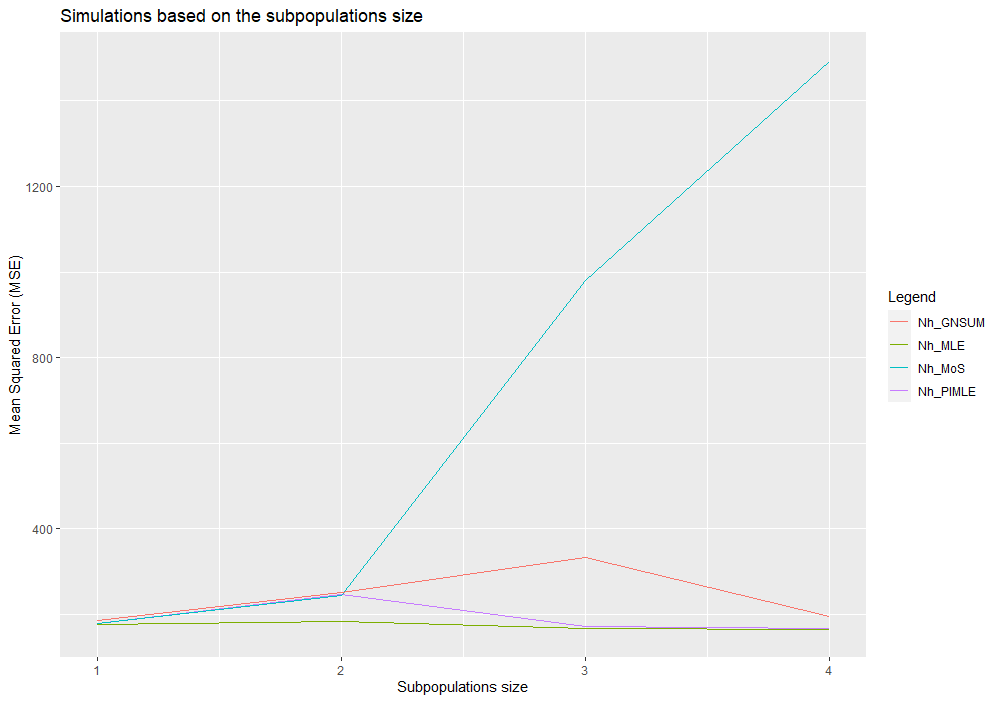 Simulations based on the subpopulations size
Mean Squared Error (MSE)
1200
800
400
1 2 3 4
Subpopulations size
Legend
Nh_GNSUM
Nh_MLE
Nh_MoS
Nh_PIMLE